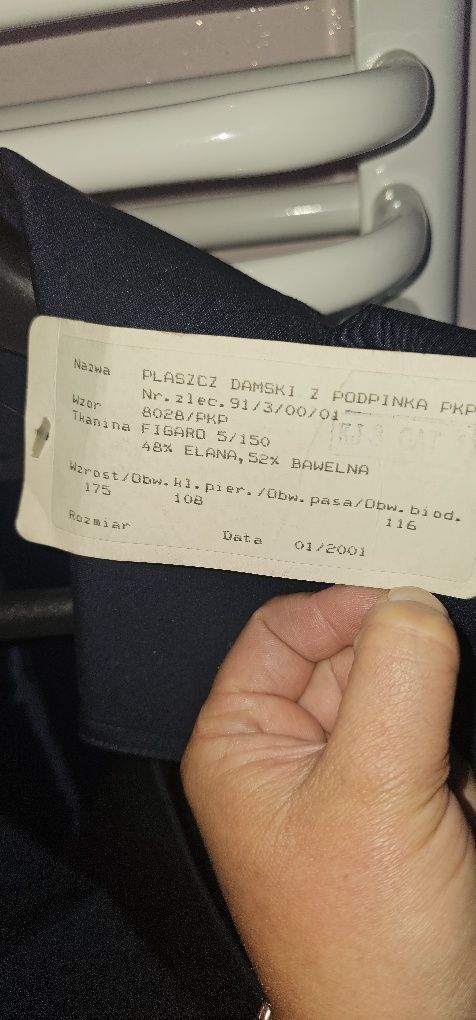 Nazwa PLASZCZ DAMSKI Z PODPINKA PKP
Nr.zlec.91/3/00/01
Wzor 8028/PKP
Tkanina FIGARO 5/150
48% ELANA,52% BAWELNA
Wzrost/Obw.kl.pier./Obw.pasa/Obw.biod.
175 108 116
Rozmiar Data 01/2001